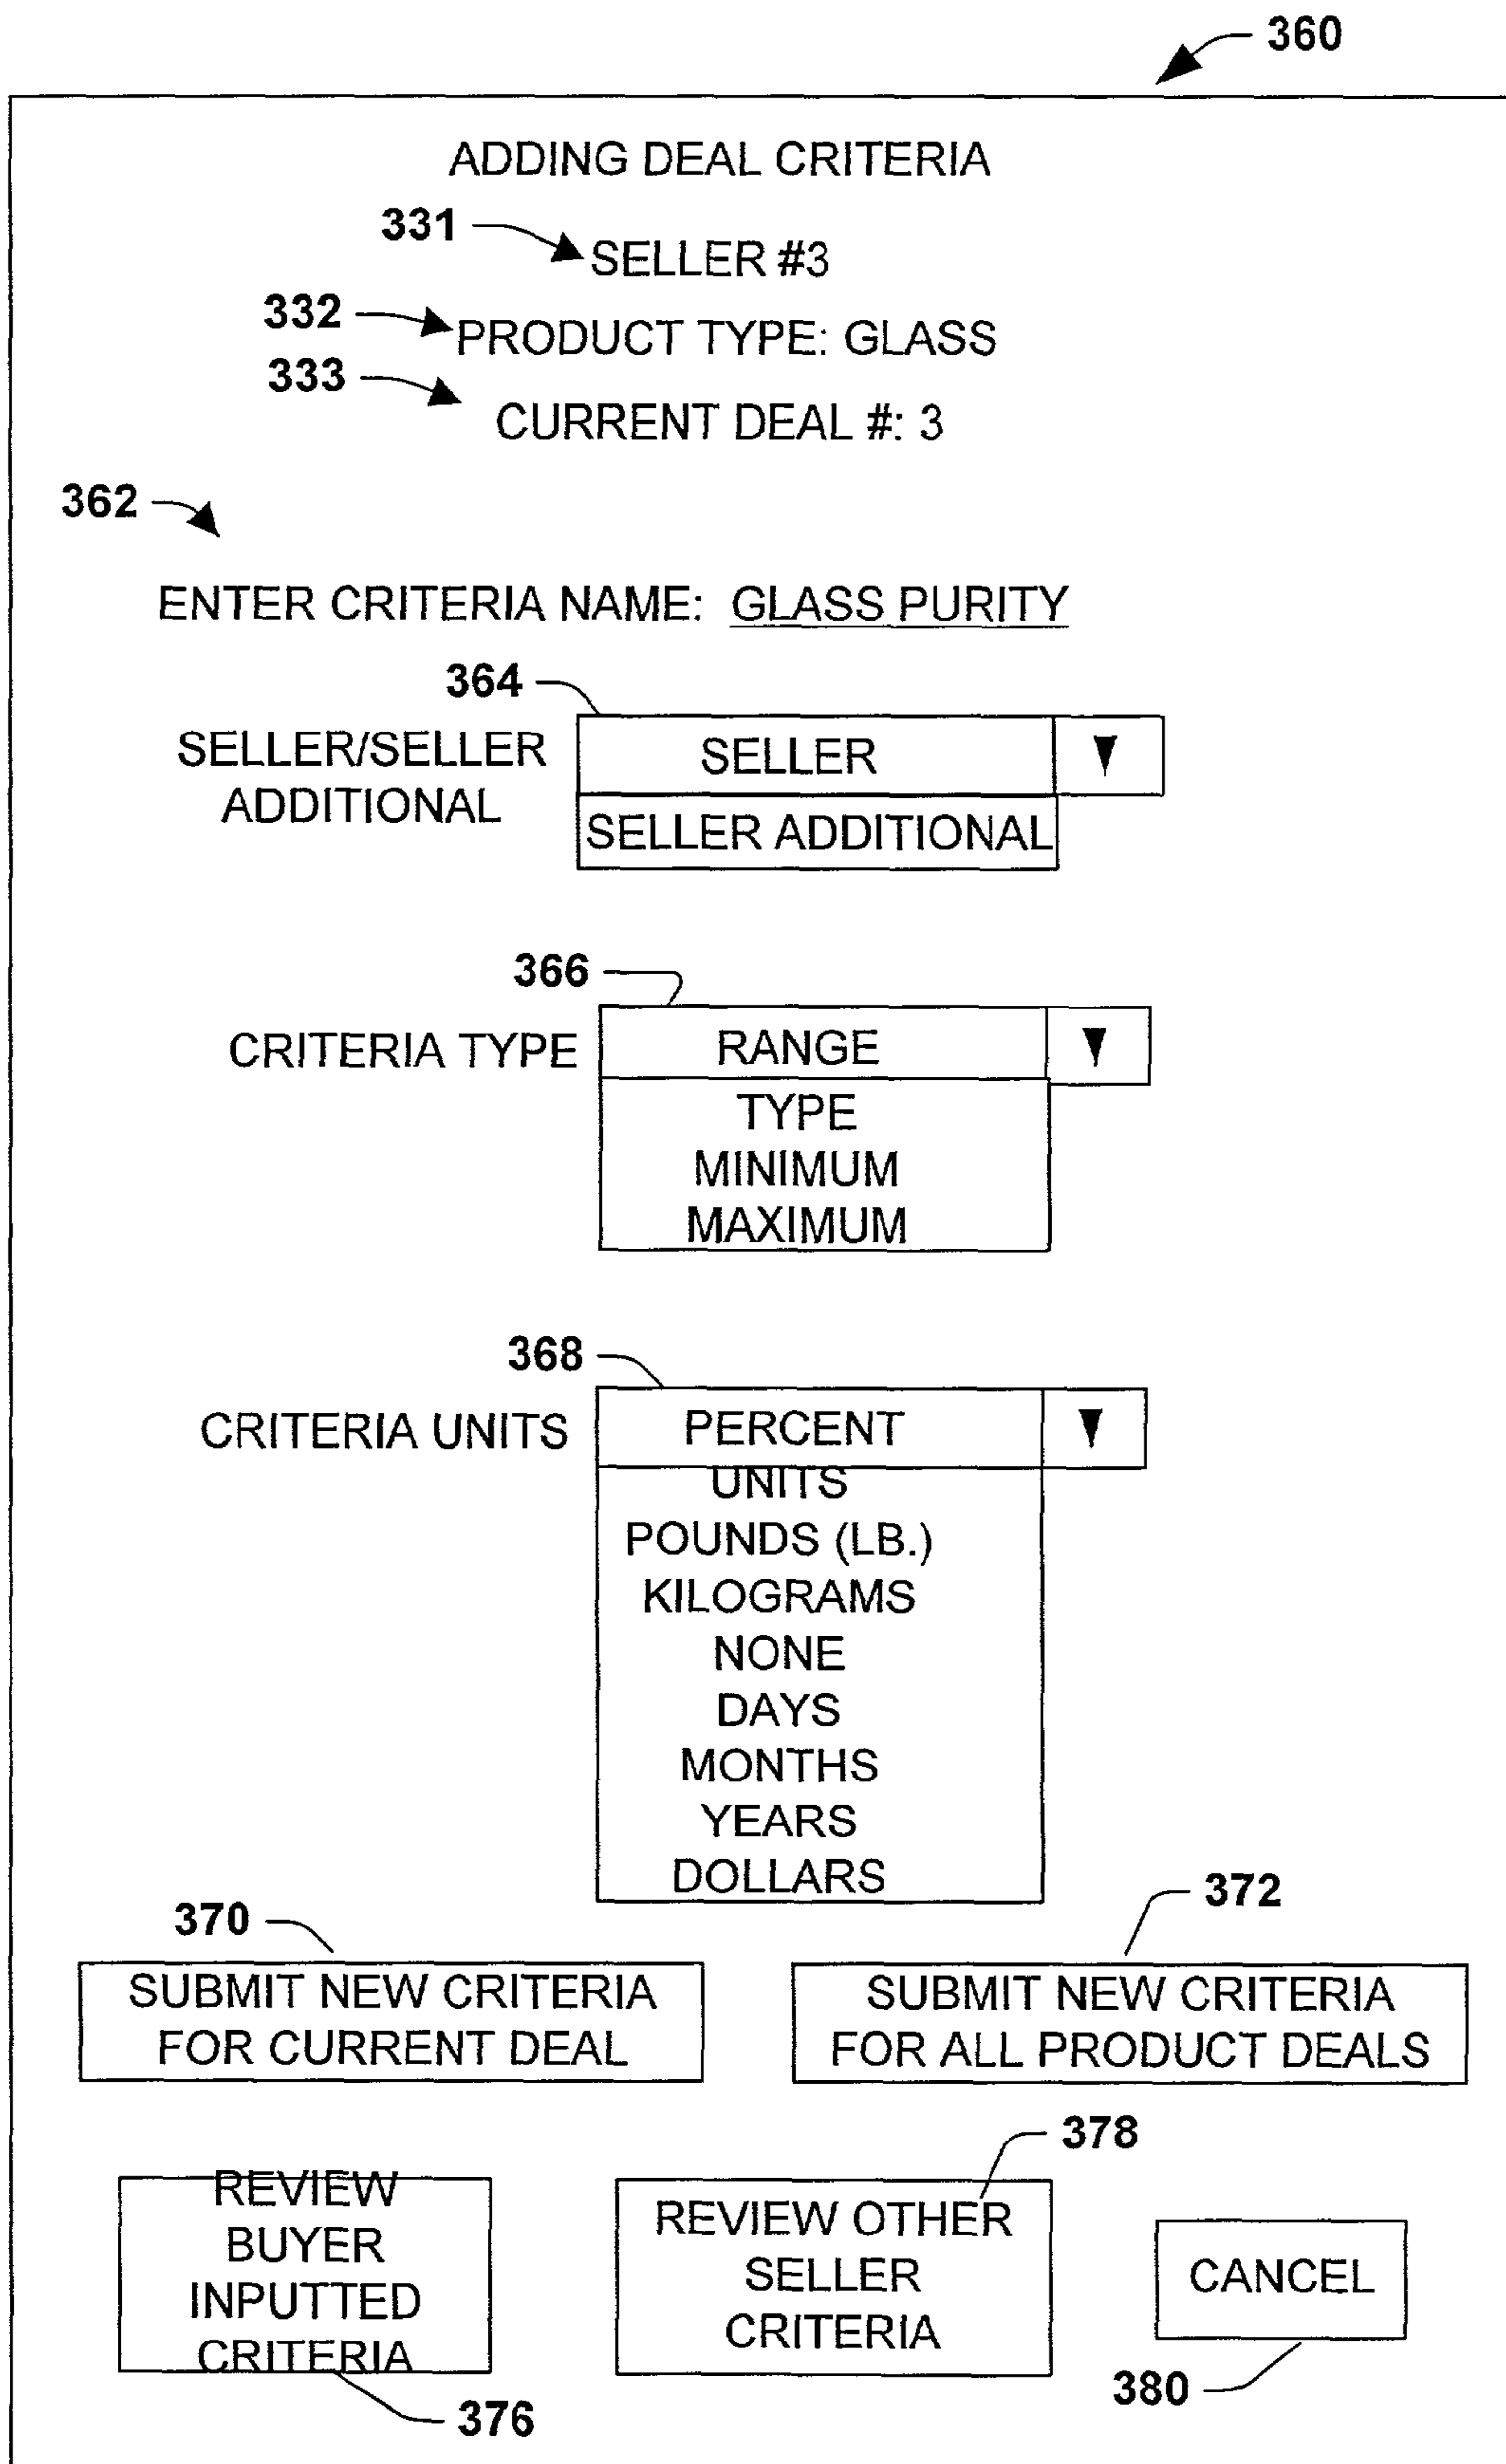 360
ADDING DEAL CRITERIA
331
SELLER #3
332
PRODUCT TYPE: GLASS
333
CURRENT DEAL #: 3
362
ENTER CRITERIA NAME: GLASS PURITY
364
SELLER/SELLER
ADDITIONAL
SELLER
SELLER ADDITIONAL
366
CRITERIA TYPE
RANGE
TYPE
MINIMUM
MAXIMUM
368
CRITERIA UNITS
PERCENT
UNITS
POUNDS (LB.)
KILOGRAMS
NONE
DAYS
MONTHS
YEARS
DOLLARS
370
372
SUBMIT NEW CRITERIA
FOR CURRENT DEAL
SUBMIT NEW CRITERIA
FOR ALL PRODUCT DEALS
378
REVIEW
BUYER
INPUTTED
CRITERIA
REVIEW OTHER
SELLER
CRITERIA
CANCEL
380
376